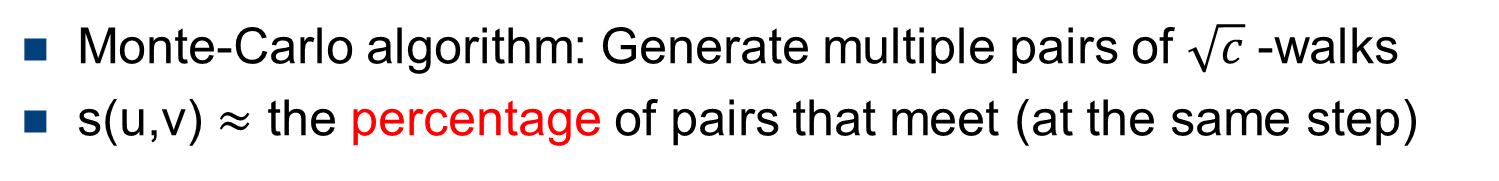 Monte-Carlo algorithm: Generate multiple pairs of √c -walks
s(u,v) ≈ the percentage of pairs that meet (at the same step)